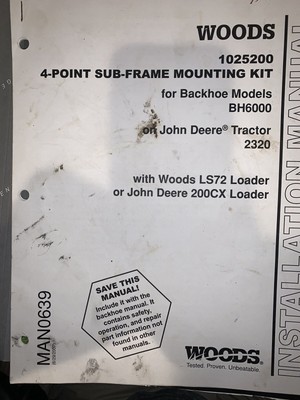 WOODS
1025200
4-POINT SUB-FRAME MOUNTING KIT
for Backhoe Models
BH6000
on John Deere® Tractor
2320
with Woods LS72 Loader
or John Deere 200CX Loader
SAVE THIS
MANUAL!
Include it with the
backhoe manual. It
contains safety,
operation, and repair
part information not
found in other
manuals.
MAN0639
WOODS®
Tested. Proven. Unbeatable.
INSTALLATION MANUAL